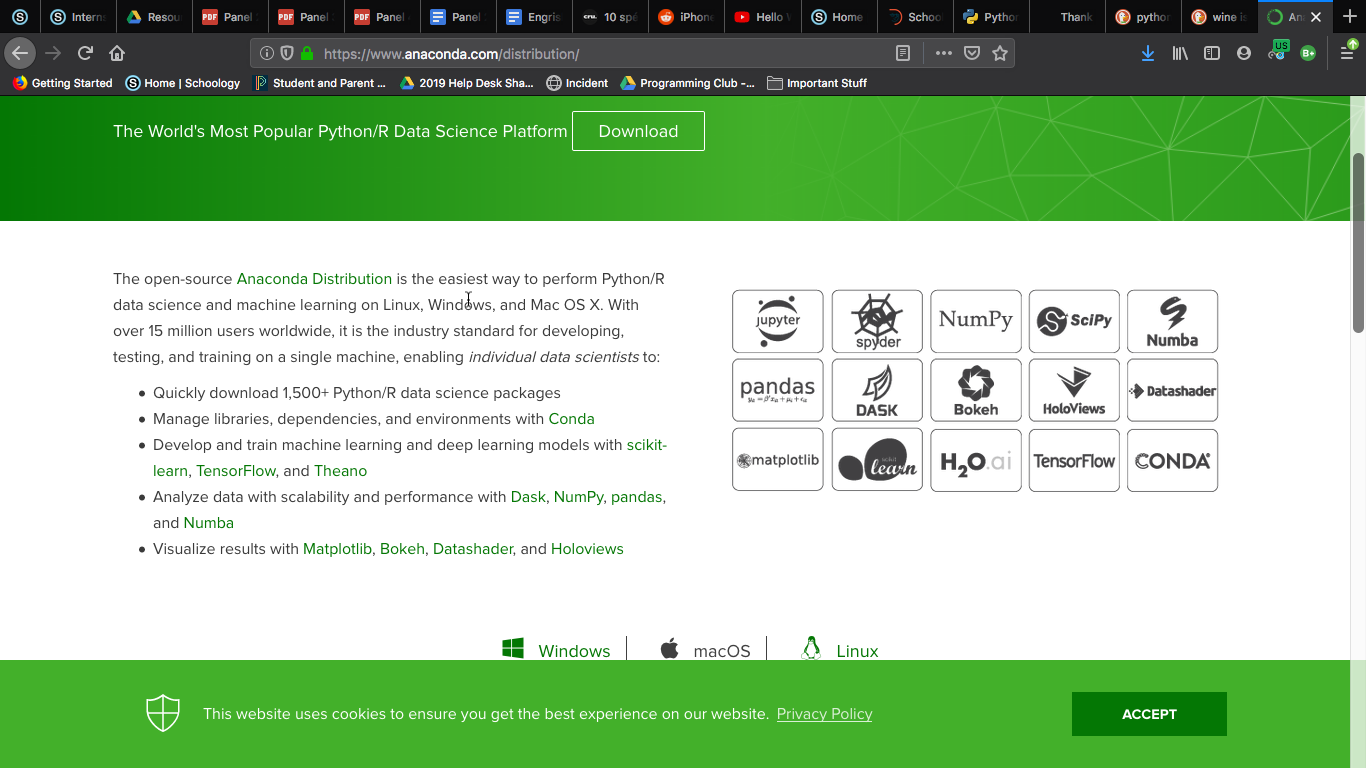 Interns
Resou
PDF Panel
PDF Panel
PDF Panel
Panel
Engris
cru. 10 spé
iPhone
Hello
Home
Schoo
Python
Thank
python
wine is
An
https://www.anaconda.com/distribution/
US
B+
Getting Started
Home | Schoology
Student and Parent ...
2019 Help Desk Sha...
Incident
Programming Club -...
Important Stuff
The World's Most Popular Python/R Data Science Platform
Download
The open-source Anaconda Distribution is the easiest way to perform Python/R
data science and machine learning on Linux, Windows, and Mac OS X. With
over 15 million users worldwide, it is the industry standard for developing,
testing, and training on a single machine, enabling individual data scientists to:
• Quickly download 1,500+ Python/R data science packages
• Manage libraries, dependencies, and environments with Conda
• Develop and train machine learning and deep learning models with scikit-
learn, TensorFlow, and Theano
• Analyze data with scalability and performance with Dask, NumPy, pandas,
and Numba
• Visualize results with Matplotlib, Bokeh, Datashader, and Holoviews
jupyter
spyder
NumPy
SciPy
Numba
pandas
DASK
Bokeh
HoloViews
Datashader
matplotlib
scikit
learn
H2O.ai
TensorFlow
CONDA
Windows
macOS
Linux
This website uses cookies to ensure you get the best experience on our website. Privacy Policy
ACCEPT